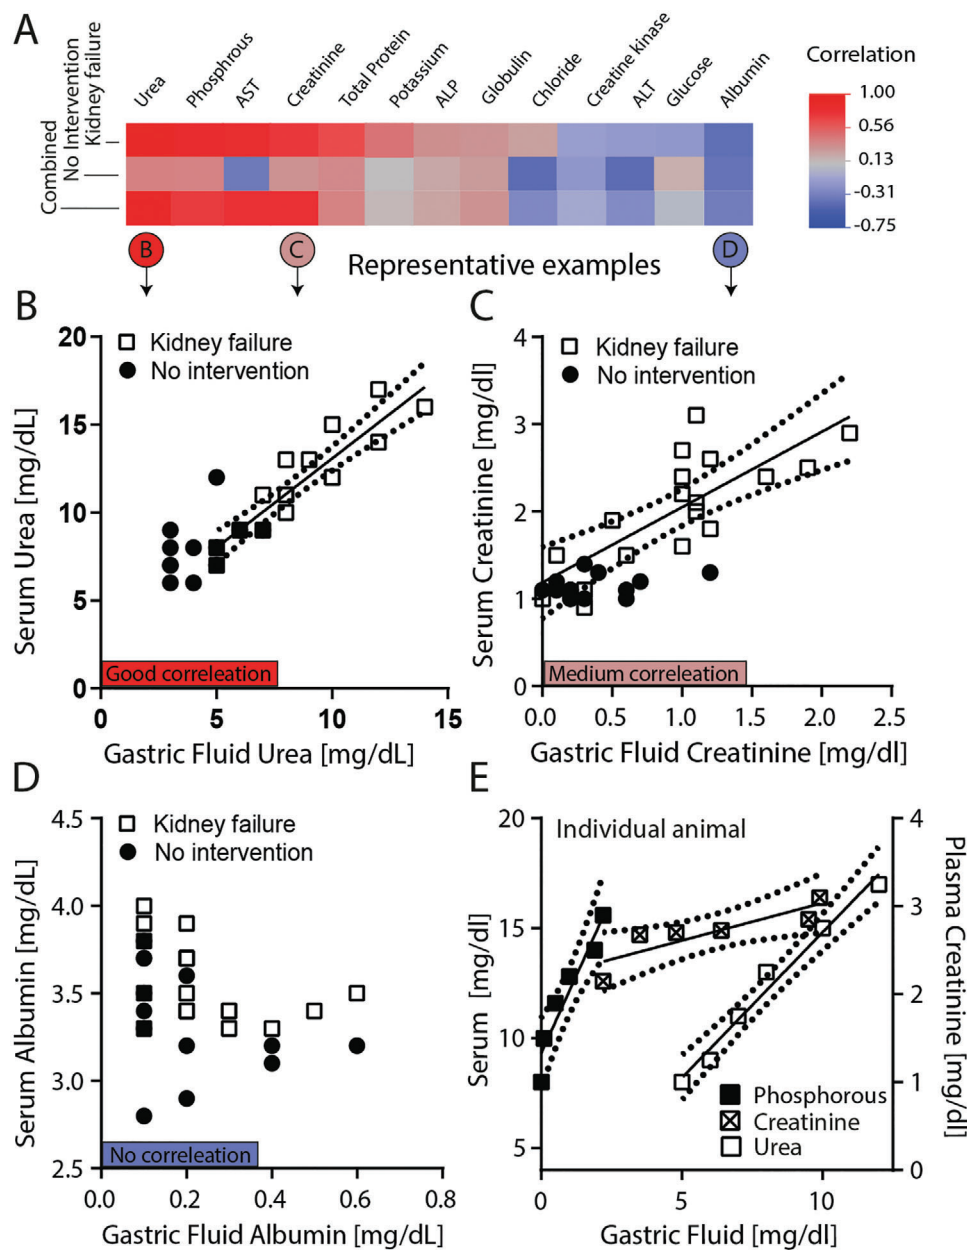 A
Urea
Phosphrous
AST
Creatinine
Total Protein
Potassium
ALP
Globulin
Chloride
Creatine kinase
ALT
Glucose
Albumin
Kidney failure
No Intervention
Combined
Correlation
1.00
0.56
0.13
-0.31
-0.75
B
C
D
Representative examples
B
Kidney failure
No intervention
Serum Urea [mg/dL]
20
15
10
5
0
Good correleation
0 5 10 15
Gastric Fluid Urea [mg/dL]
C
Kidney failure
No intervention
Serum Creatinine [mg/dl]
4
3
2
1
0
Medium correleation
0.0 0.5 1.0 1.5 2.0 2.5
Gastric Fluid Creatinine [mg/dl]
D
Kidney failure
No intervention
Serum Albumin [mg/dL]
4.5
4.0
3.5
3.0
2.5
No correleation
0.0 0.2 0.4 0.6 0.8
Gastric Fluid Albumin [mg/dL]
E
Individual animal
Serum [mg/dl]
20
15
10
5
Plasma Creatinine [mg/dl]
4
3
2
1
0
Phosphorous
Creatinine
Urea
0 5 10
Gastric Fluid [mg/dl]